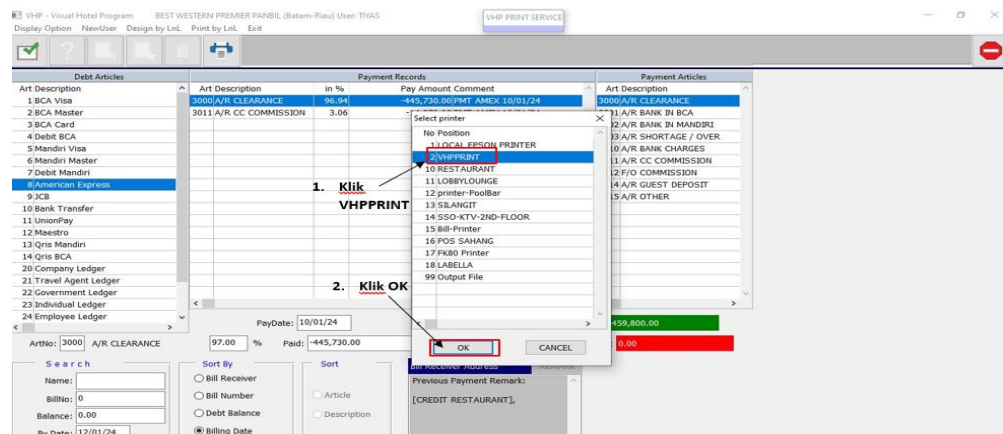 VHP - Visual Hotel Program BEST WESTERN PREMIER PANBIL (Batam-Riau) User: TIYAS
VHP PRINT SERVICE
Display Option NewUser Design by LnL Print by LnL Exit
Debt Articles
Art Description
1 BCA Visa
2 BCA Master
3 BCA Card
4 Debit BCA
5 Mandiri Visa
6 Mandiri Master
7 Debit Mandiri
8 American Express
9 JCB
10 Bank Transfer
11 UnionPay
12 Maestro
13 Qris Mandiri
14 Qris BCA
20 Company Ledger
21 Travel Agent Ledger
22 Government Ledger
23 Individual Ledger
24 Employee Ledger
Payment Records
Art Description in % Pay Amount Comment
3000 A/R CLEARANCE 96.94 -445,730.00 PMT AMEX 10/01/24
3011 A/R CC COMMISSION 3.06
Payment Articles
Art Description
3000 A/R CLEARANCE
A/R BANK IN BCA
A/R BANK IN MANDIRI
A/R SHORTAGE / OVER
A/R BANK CHARGES
A/R CC COMMISSION
F/O COMMISSION
A/R GUEST DEPOSIT
A/R OTHER
Select printer
No Position
1 LOCAL EPSON PRINTER
2 VHPPRINT
10 RESTAURANT
11 LOBBYLOUNGE
12 printer-PoolBar
13 SILANGIT
14 SSO-KTV-2ND-FLOOR
15 Bill-Printer
16 POS SAHANG
17 FK80 Printer
18 LABELLA
99 Output File
OK CANCEL
1. Klik
VHPPRINT
2. Klik OK
PayDate: 10/01/24
459,800.00
ArtNo: 3000 A/R CLEARANCE 97.00 % Paid: -445,730.00
0.00
Search
Name:
BillNo: 0
Balance: 0.00
By Date: 12/01/24
Sort By
Bill Receiver
Bill Number
Debt Balance
Billing Date
Sort
Article
Description
Bill Receiver Address REMARK
Previous Payment Remark:
[CREDIT RESTAURANT],